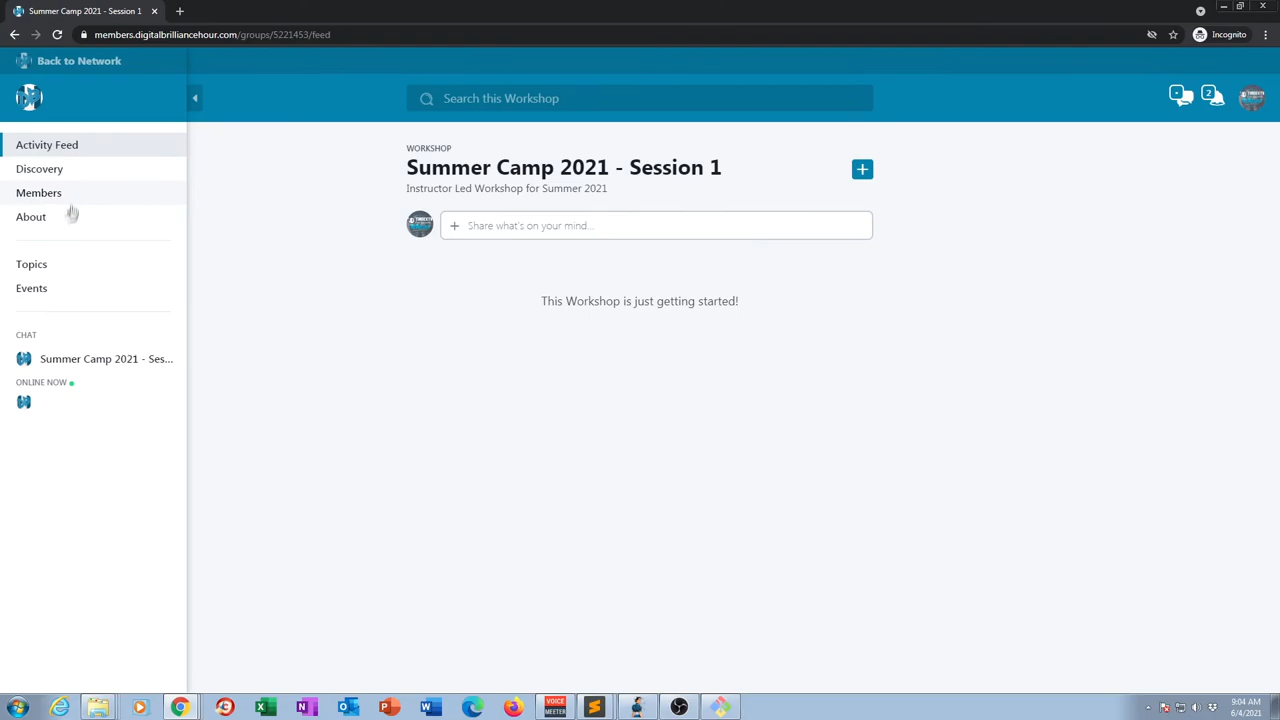 Summer Camp 2021 - Session 1
members.digitalbrilliancehour.com/groups/5221453/feed
Incognito
Back to Network
Search this Workshop
2
Activity Feed
Discovery
Members
About
Topics
Events
CHAT
Summer Camp 2021 - Ses...
ONLINE NOW
WORKSHOP
Summer Camp 2021 - Session 1
Instructor Led Workshop for Summer 2021
Share what's on your mind...
This Workshop is just getting started!
VOICE
MEETER
9:04 AM
6/4/2021